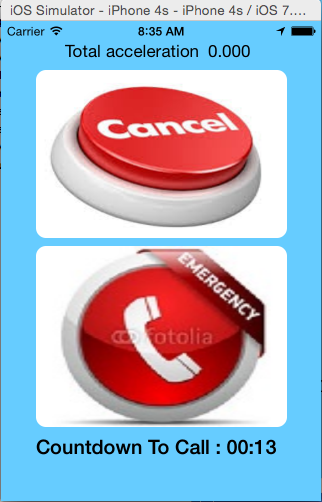 iOS Simulator - iPhone 4s - iPhone 4s / iOS 7....
Carrier 8:35 AM
Total acceleration 0.000
Cancel
EMERGENCY
fotolia
Countdown To Call : 00:13